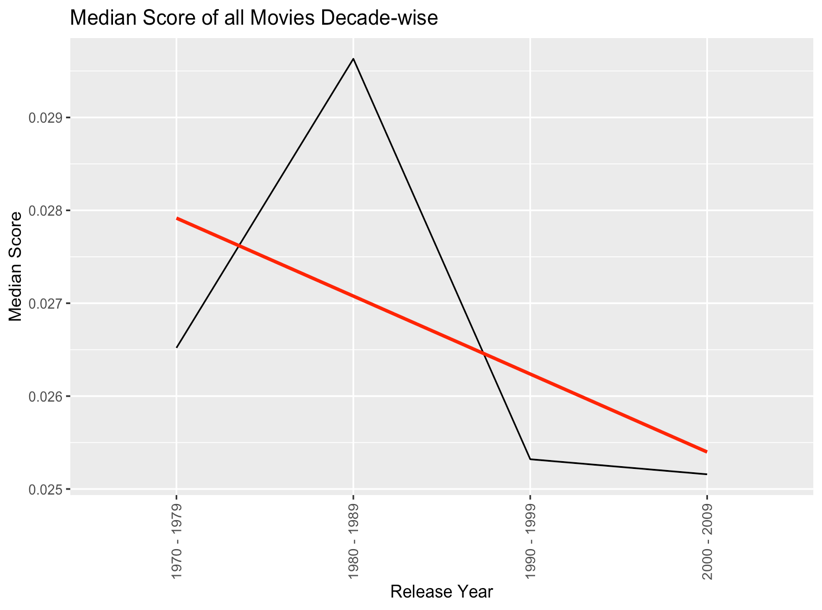 Median Score of all Movies Decade-wise
Median Score
0.029
0.028
0.027
0.026
0.025
1970 - 1979
1980 - 1989
1990 - 19999
2000 - 2009
Release Year